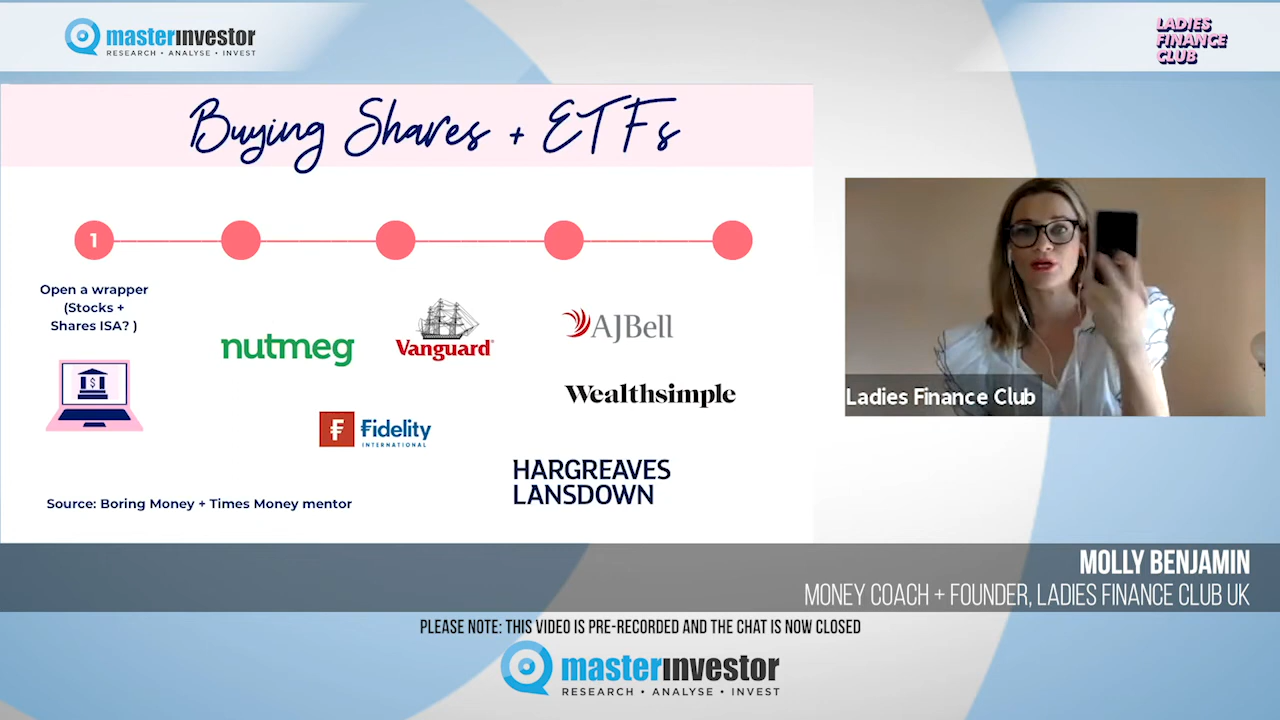 masterinvestor
RESEARCH • ANALYSE • INVEST
LADIES
FINANCE
CLUB
Buying Shares + ETFs
1
Open a wrapper
(Stocks +
Shares ISA? )
$
nutmeg
Vanguard®
AJBell
Wealthsimple
Fidelity
INTERNATIONAL
HARGREAVES
LANSDOWN
Source: Boring Money + Times Money mentor
Ladies Finance Club
MOLLY BENJAMIN
MONEY COACH + FOUNDER, LADIES FINANCE CLUB UK
PLEASE NOTE: THIS VIDEO IS PRE-RECORDED AND THE CHAT IS NOW CLOSED
masterinvestor
RESEARCH • ANALYSE • INVEST